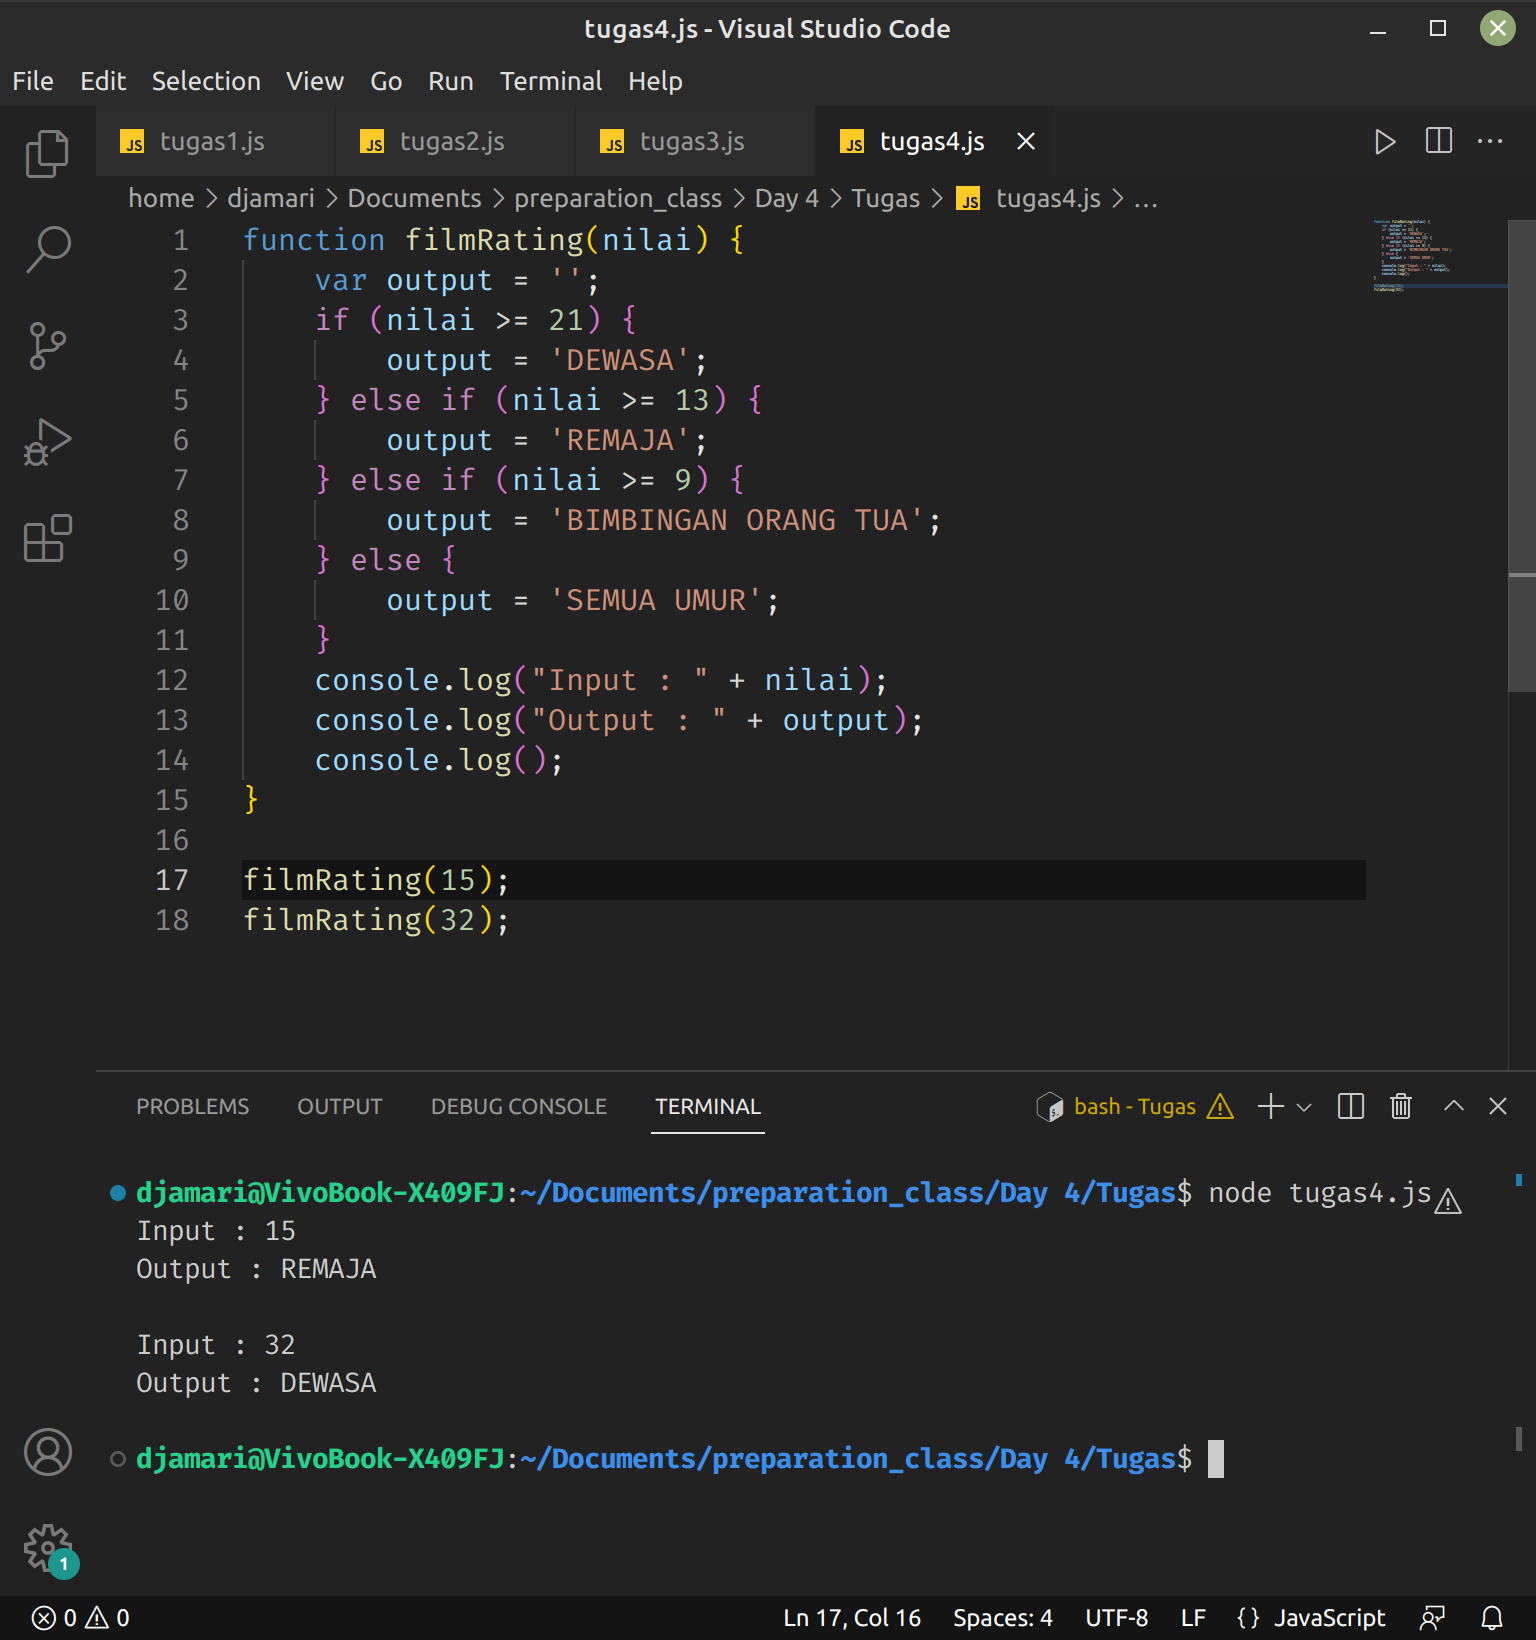 tugas4.js - Visual Studio Code
File Edit Selection View Go Run Terminal Help
JS tugas1.js JS tugas2.js JS tugas3.js JS tugas4.js
home > djamari > Documents > preparation_class > Day 4 > Tugas > JS tugas4.js > ...
1 function filmRating(nilai) {
2     var output = '';
3     if (nilai >= 21) {
4         output = 'DEWASA';
5     } else if (nilai >= 13) {
6         output = 'REMAJA';
7     } else if (nilai >= 9) {
8         output = 'BIMBINGAN ORANG TUA';
9     } else {
10         output = 'SEMUA UMUR';
11     }
12     console.log("Input : " + nilai);
13     console.log("Output : " + output);
14     console.log();
15 }
16
17 filmRating(15);
18 filmRating(32);
PROBLEMS OUTPUT DEBUG CONSOLE TERMINAL bash - Tugas
djamari@VivoBook-X409FJ:~/Documents/preparation_class/Day 4/Tugas$ node tugas4.js
Input : 15
Output : REMAJA
Input : 32
Output : DEWASA
djamari@VivoBook-X409FJ:~/Documents/preparation_class/Day 4/Tugas$
1
0 0 Ln 17, Col 16 Spaces: 4 UTF-8 LF {} JavaScript